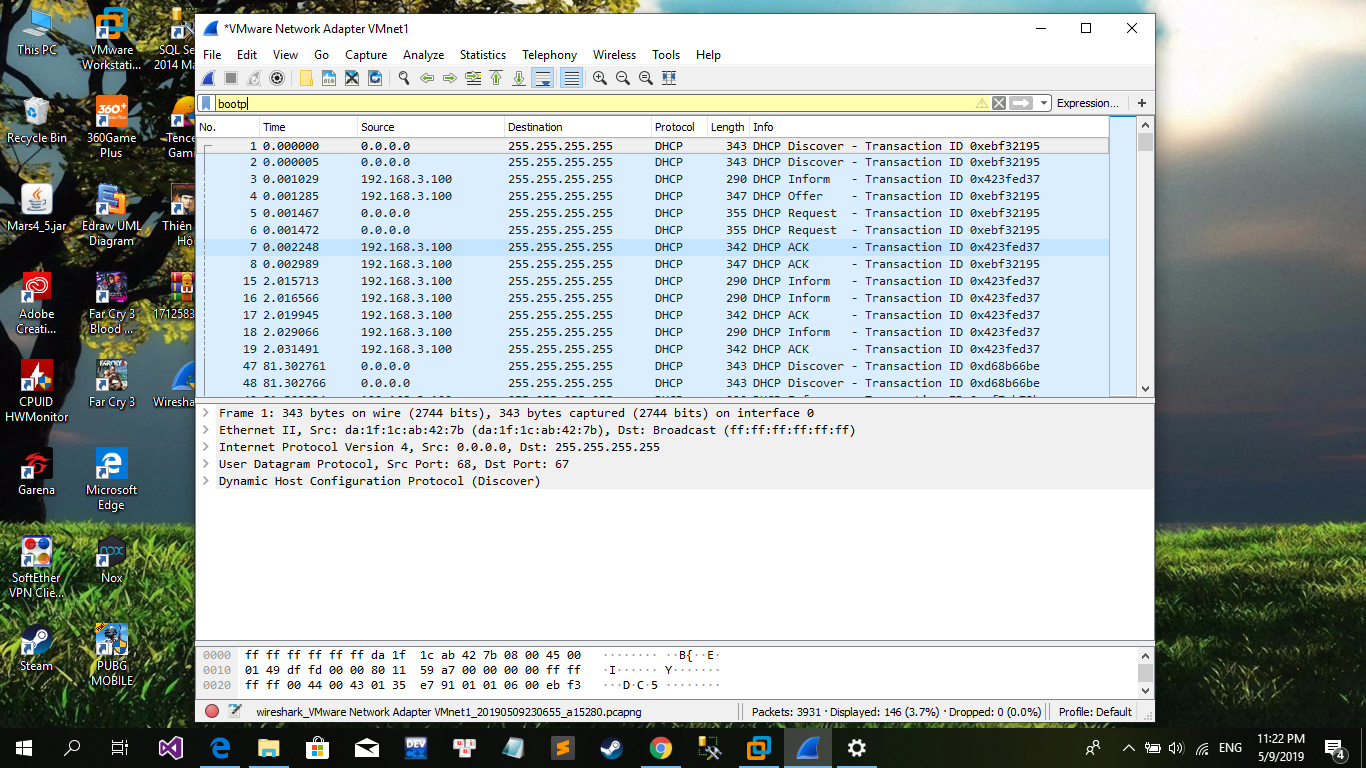 This PC
VMware Workstati...
SQL Se
2014 Ma
Recycle Bin
360Game Plus
Tence
Gami
Mars4_5.jar
Edraw UML Diagram
Thiên
Hộ
Adobe Creati...
Far Cry 3 Blood ...
1712583
CPUID HWMonitor
Far Cry 3
Wiresha
Garena
Microsoft Edge
SoftEther VPN Clie...
Nox
Steam
PUBG MOBILE
*VMware Network Adapter VMnet1
File Edit View Go Capture Analyze Statistics Telephony Wireless Tools Help
bootp
Expression... +
No. Time Source Destination Protocol Length Info
1 0.000000 0.0.0.0 255.255.255.255 DHCP 343 DHCP Discover - Transaction ID 0xebf32195
2 0.000005 0.0.0.0 255.255.255.255 DHCP 343 DHCP Discover - Transaction ID 0xebf32195
3 0.001029 192.168.3.100 255.255.255.255 DHCP 290 DHCP Inform - Transaction ID 0x423fed37
4 0.001285 192.168.3.100 255.255.255.255 DHCP 347 DHCP Offer - Transaction ID 0xebf32195
5 0.001467 0.0.0.0 255.255.255.255 DHCP 355 DHCP Request - Transaction ID 0xebf32195
6 0.001472 0.0.0.0 255.255.255.255 DHCP 355 DHCP Request - Transaction ID 0xebf32195
7 0.002248 192.168.3.100 255.255.255.255 DHCP 342 DHCP ACK - Transaction ID 0x423fed37
8 0.002989 192.168.3.100 255.255.255.255 DHCP 347 DHCP ACK - Transaction ID 0xebf32195
15 2.015713 192.168.3.100 255.255.255.255 DHCP 290 DHCP Inform - Transaction ID 0x423fed37
16 2.016566 192.168.3.100 255.255.255.255 DHCP 290 DHCP Inform - Transaction ID 0x423fed37
17 2.019945 192.168.3.100 255.255.255.255 DHCP 342 DHCP ACK - Transaction ID 0x423fed37
18 2.029066 192.168.3.100 255.255.255.255 DHCP 290 DHCP Inform - Transaction ID 0x423fed37
19 2.031491 192.168.3.100 255.255.255.255 DHCP 342 DHCP ACK - Transaction ID 0x423fed37
47 81.302761 0.0.0.0 255.255.255.255 DHCP 343 DHCP Discover - Transaction ID 0xd68b66be
48 81.302766 0.0.0.0 255.255.255.255 DHCP 343 DHCP Discover - Transaction ID 0xd68b66be
Frame 1: 343 bytes on wire (2744 bits), 343 bytes captured (2744 bits) on interface 0
Ethernet II, Src: da:1f:1c:ab:42:7b (da:1f:1c:ab:42:7b), Dst: Broadcast (ff:ff:ff:ff:ff:ff)
Internet Protocol Version 4, Src: 0.0.0.0, Dst: 255.255.255.255
User Datagram Protocol, Src Port: 68, Dst Port: 67
Dynamic Host Configuration Protocol (Discover)
0000 ff ff ff ff ff ff da 1f 1c ab 42 7b 08 00 45 00 ········ ··B{··E·
0010 01 49 df fd 00 00 80 11 59 a7 00 00 00 00 ff ff ·I······ Y·······
0020 ff ff 00 44 00 43 01 35 e7 91 01 01 06 00 eb f3 ···D·C·5 ········
wireshark_VMware Network Adapter VMnet1_20190509230655_a15280.pcapng
Packets: 3931 · Displayed: 146 (3.7%) · Dropped: 0 (0.0%)
Profile: Default
DEV
ENG
11:22 PM
5/9/2019
4